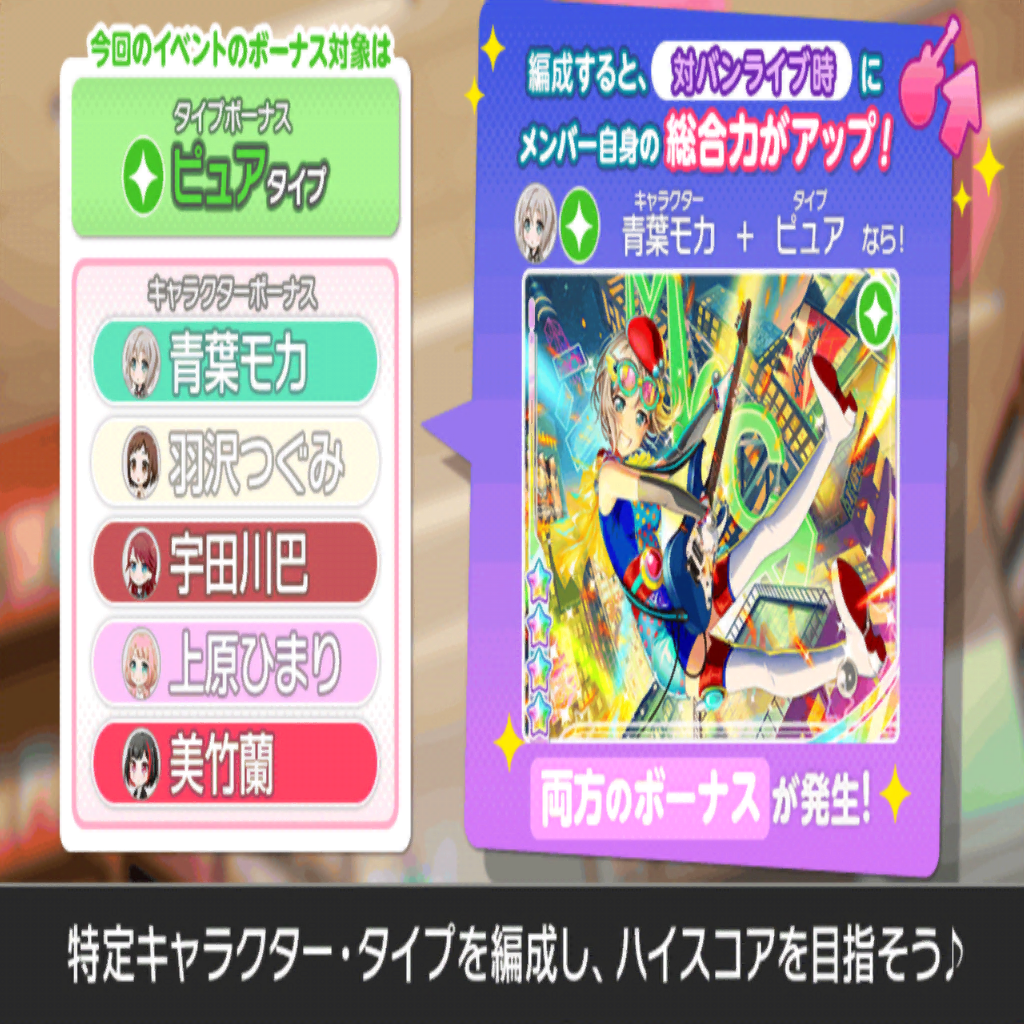 今回のイベントのボーナス対象は
タイプボーナス
ピュアタイプ
キャラクターボーナス
青葉モカ
羽沢つぐみ
宇田川巴
上原ひまり
美竹蘭
編成すると、対バンライブ時に
メンバー自身の総合力がアップ!
キャラクター タイプ
青葉モカ + ピュア なら!
MOCA
両方のボーナスが発生!
特定キャラクター・タイプを編成し、ハイスコアを目指そう♪